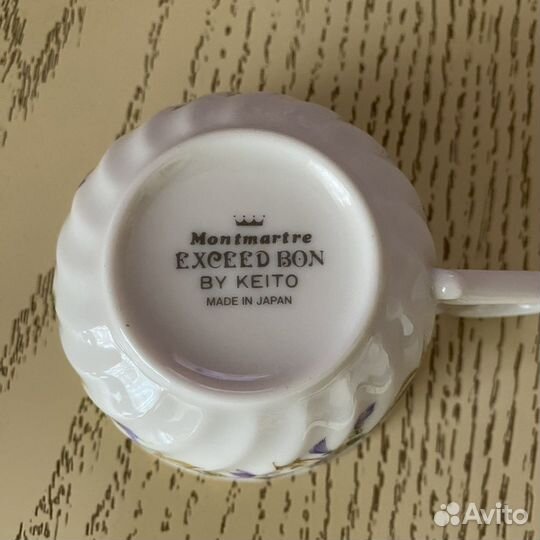 Montmartre
EXCEED BON
BY KEITO
MADE IN JAPAN
Avito